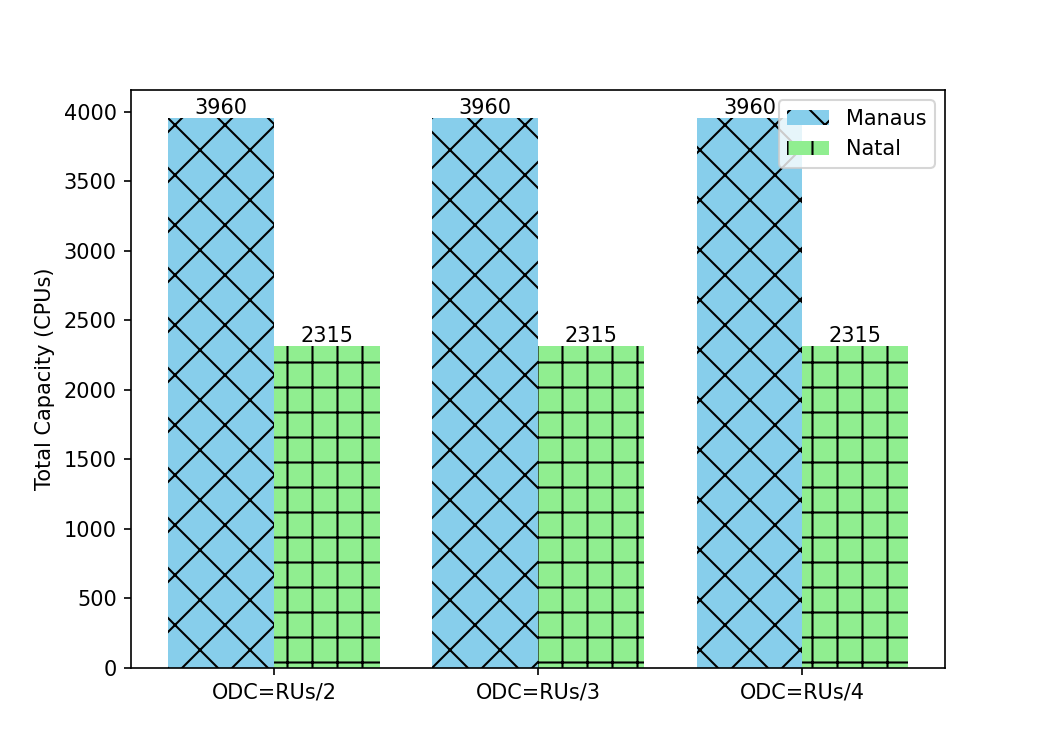 3960
3960
3960
Manaus
Natal
4000
3500
3000
2500
2000
1500
1000
500
0
2315
2315
2315
Total Capacity (CPUs)
ODC=RUs/2
ODC=RUs/3
ODC=RUs/4